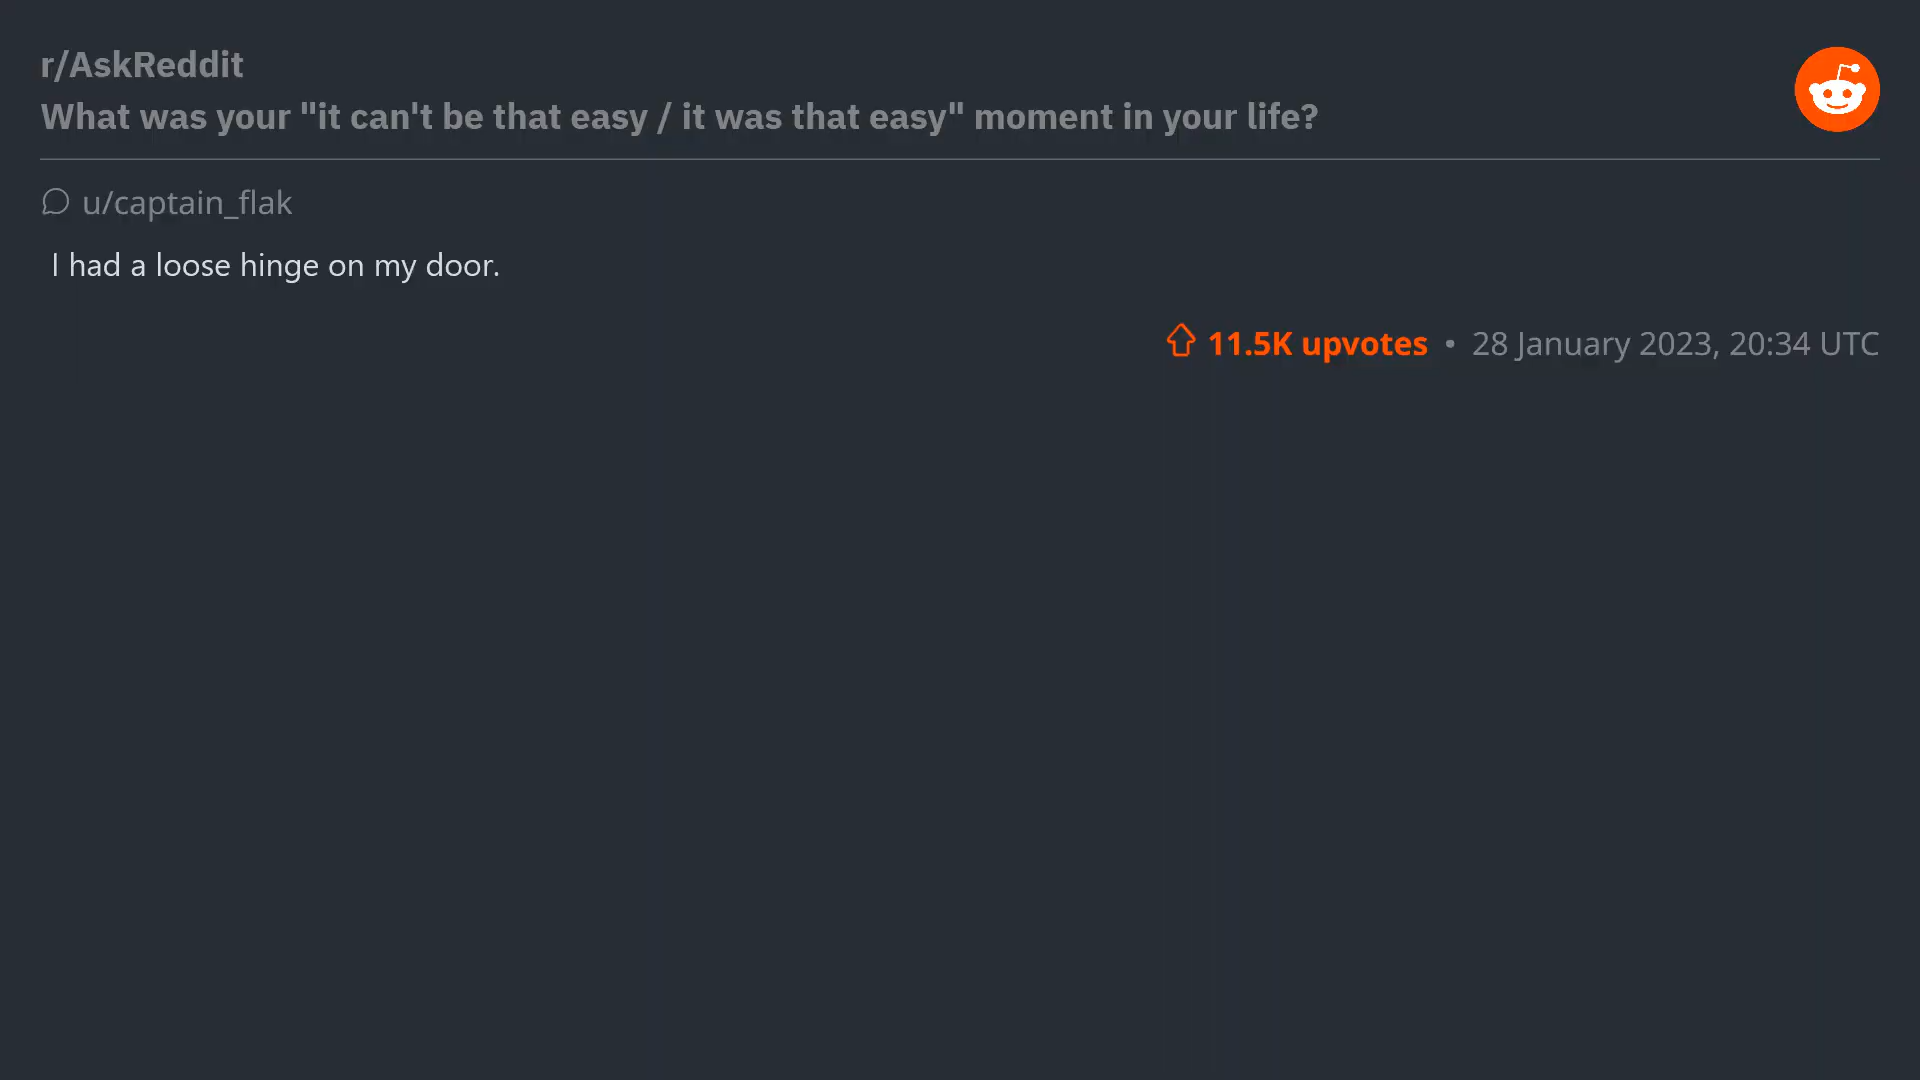 r/AskReddit
What was your "it can't be that easy / it was that easy" moment in your life?
u/captain_flak
I had a loose hinge on my door.
11.5K upvotes • 28 January 2023, 20:34 UTC